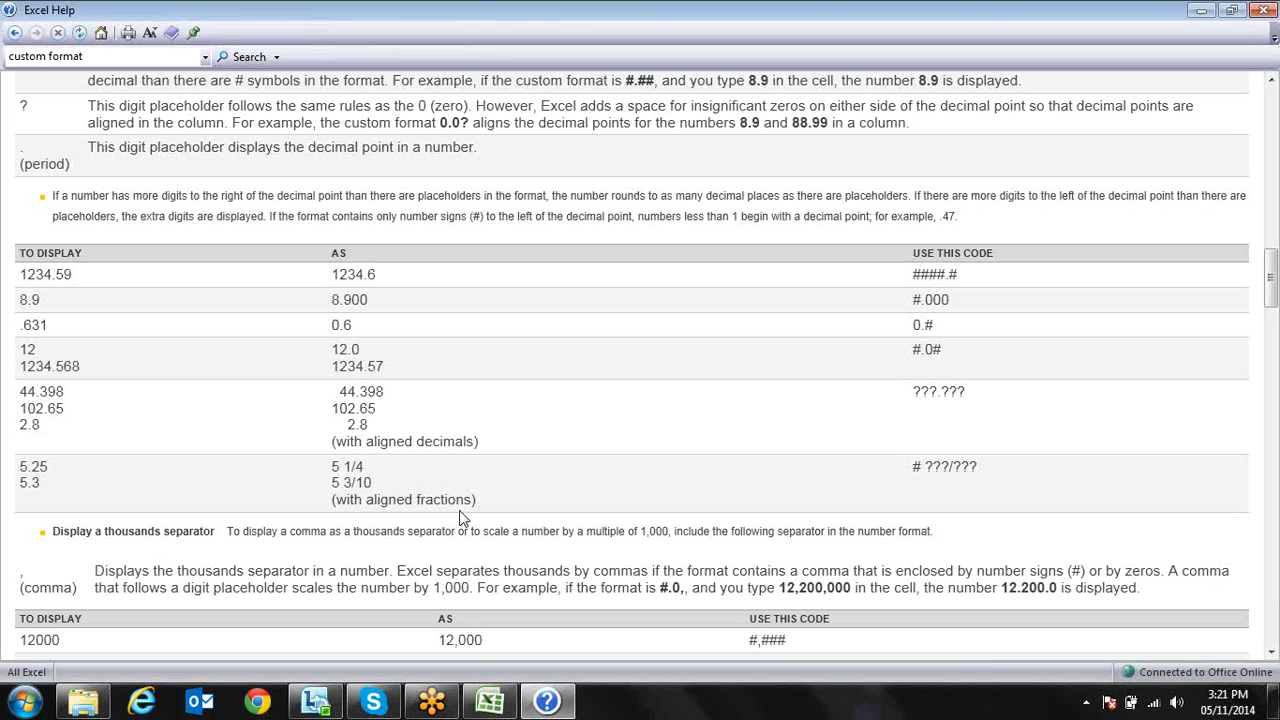 Excel Help
custom format
Search
decimal than there are # symbols in the format. For example, if the custom format is #.##, and you type 8.9 in the cell, the number 8.9 is displayed.
? This digit placeholder follows the same rules as the 0 (zero). However, Excel adds a space for insignificant zeros on either side of the decimal point so that decimal points are
aligned in the column. For example, the custom format 0.0? aligns the decimal points for the numbers 8.9 and 88.99 in a column.
. This digit placeholder displays the decimal point in a number.
(period)
If a number has more digits to the right of the decimal point than there are placeholders in the format, the number rounds to as many decimal places as there are placeholders. If there are more digits to the left of the decimal point than there are
placeholders, the extra digits are displayed. If the format contains only number signs (#) to the left of the decimal point, numbers less than 1 begin with a decimal point; for example, .47.
TO DISPLAY AS USE THIS CODE
1234.59 1234.6 ####.#
8.9 8.900 #.000
.631 0.6 0.#
12 12.0 #.0#
1234.568 1234.57
44.398 44.398 ???.???
102.65 102.65
2.8 2.8
(with aligned decimals)
5.25 5 1/4 # ???/???
5.3 5 3/10
(with aligned fractions)
Display a thousands separator To display a comma as a thousands separator or to scale a number by a multiple of 1,000, include the following separator in the number format.
, Displays the thousands separator in a number. Excel separates thousands by commas if the format contains a comma that is enclosed by number signs (#) or by zeros. A comma
(comma) that follows a digit placeholder scales the number by 1,000. For example, if the format is #.0,, and you type 12,200,000 in the cell, the number 12.200.0 is displayed.
TO DISPLAY AS USE THIS CODE
12000 12,000 #,###
All Excel Connected to Office Online
3:21 PM
05/11/2014